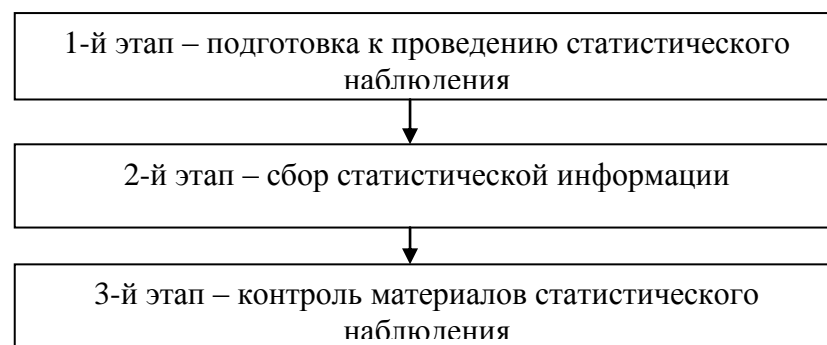 1-й этап – подготовка к проведению статистического
наблюдения
2-й этап – сбор статистической информации
3-й этап – контроль материалов статистического
наблюдения